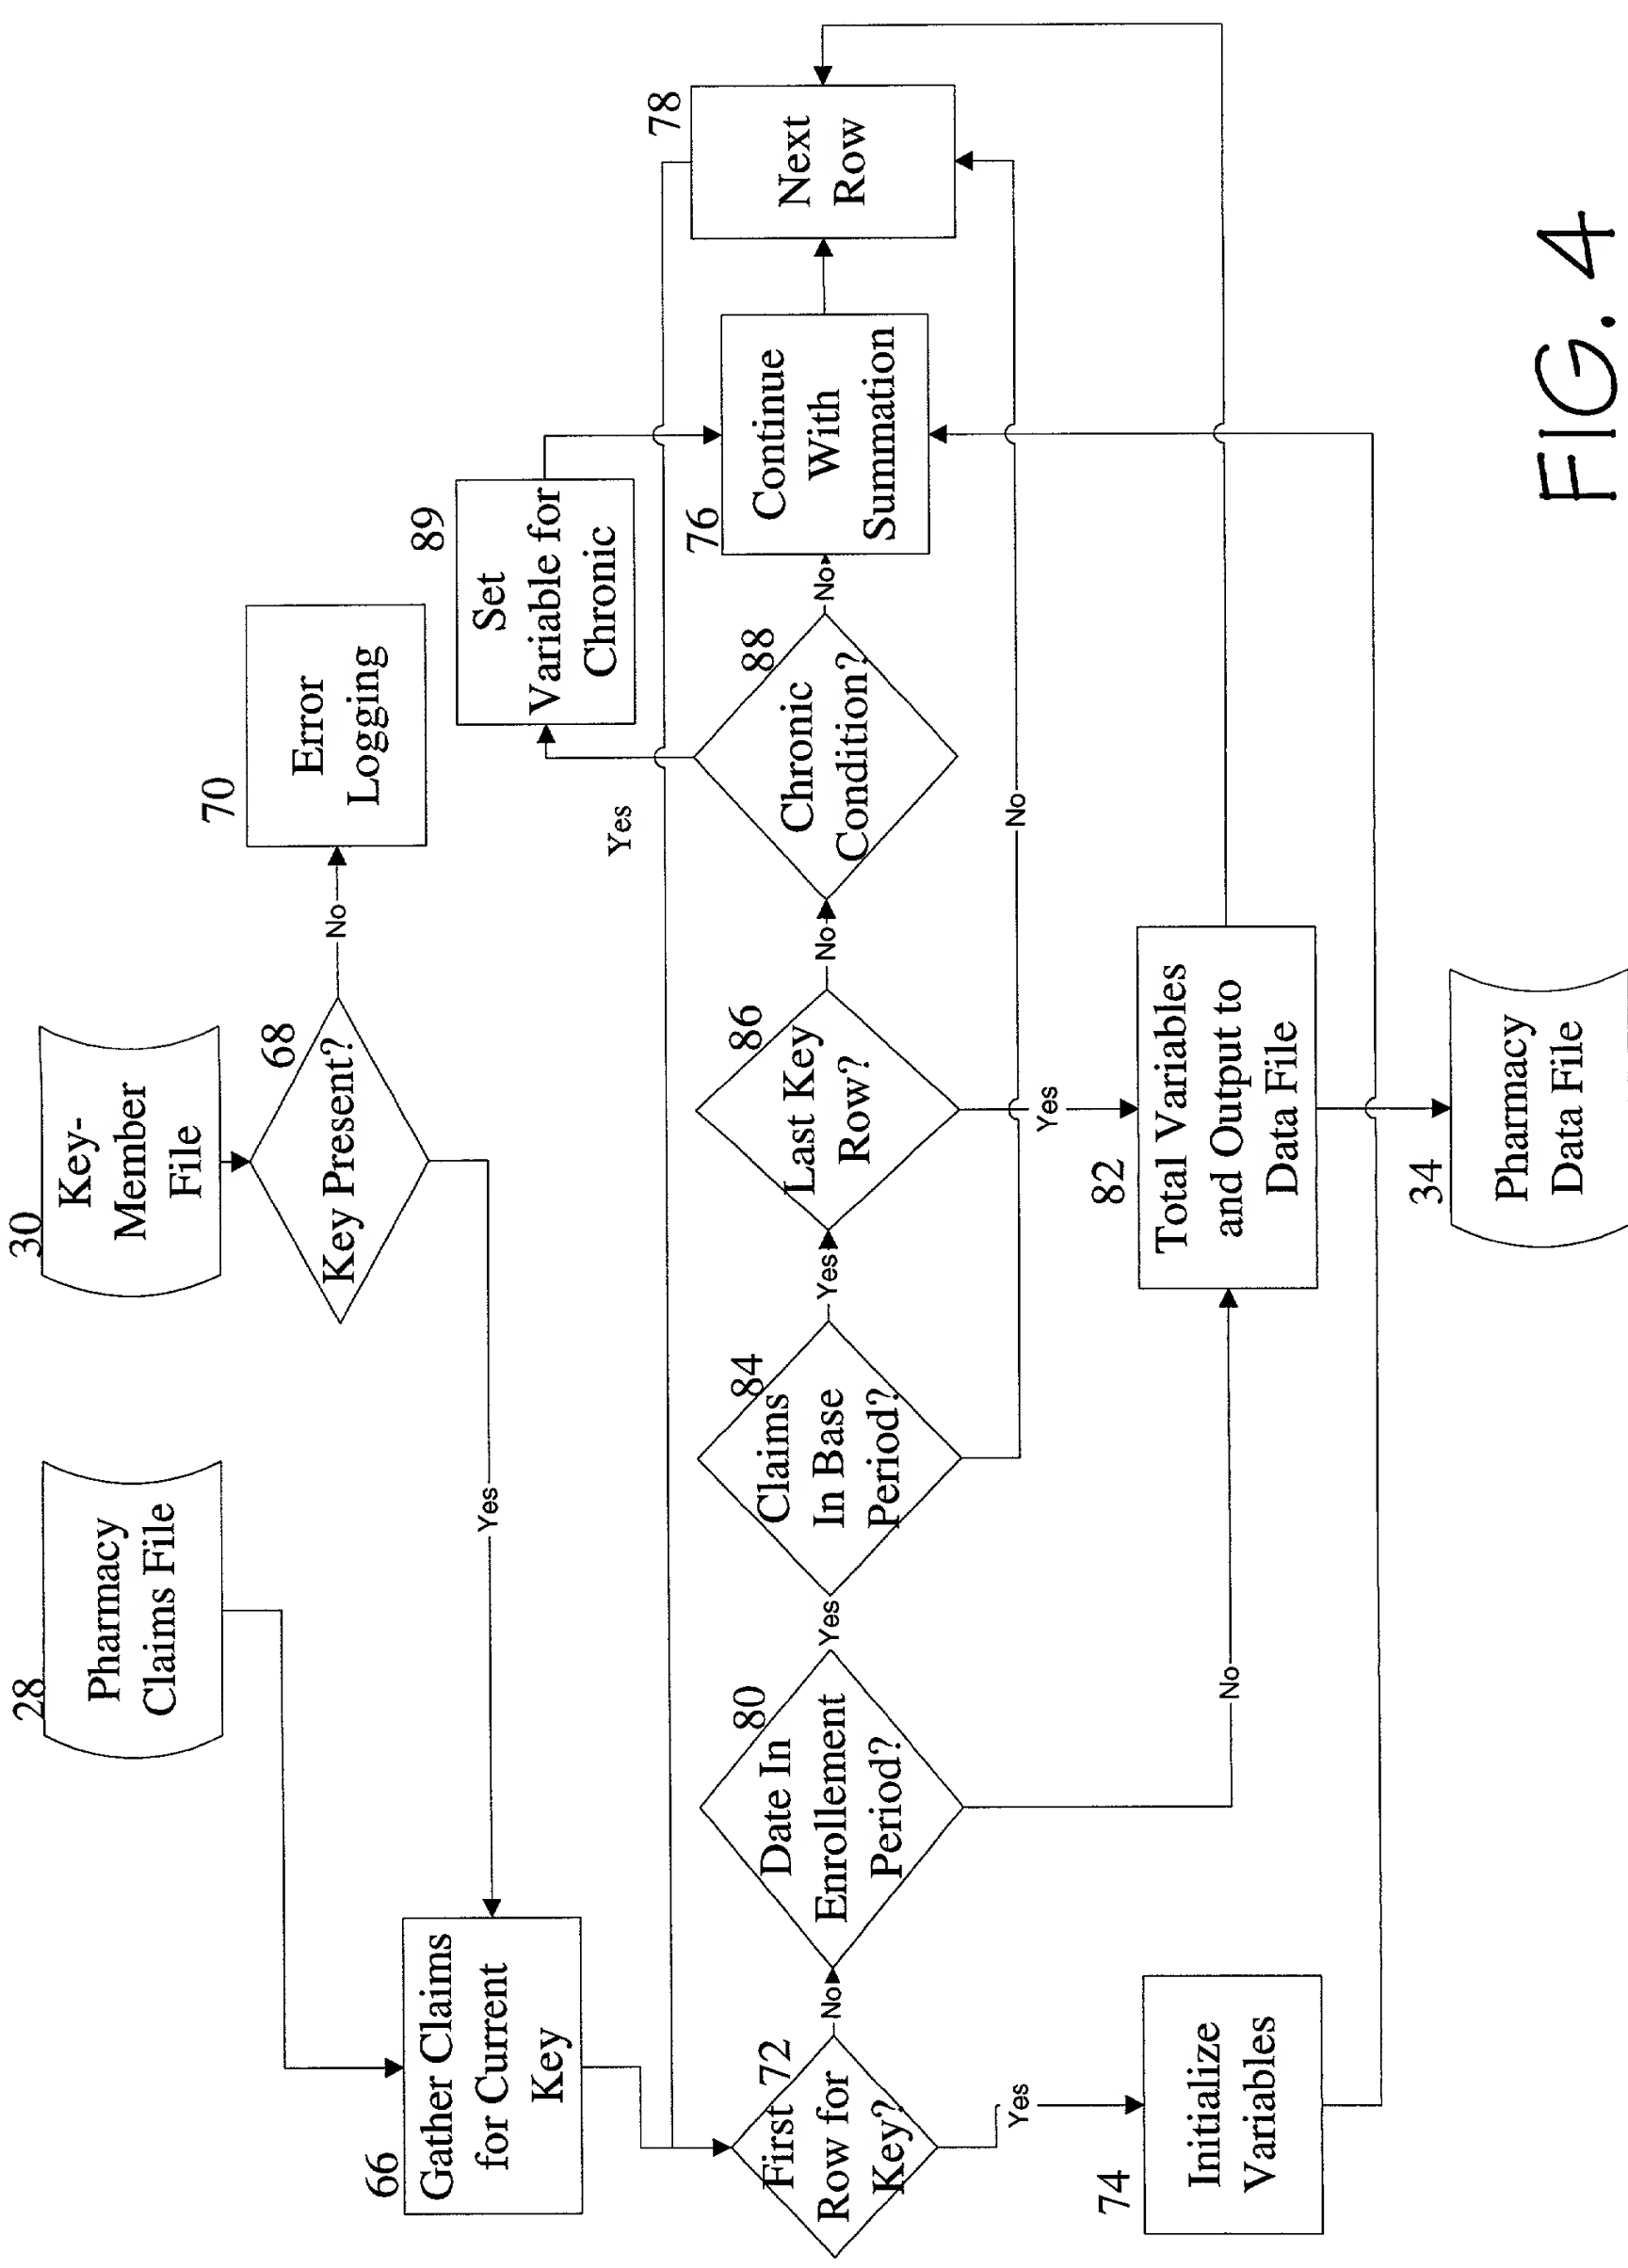 28
Pharmacy
Claims File
30
Key-
Member
File
68
Key Present?
No
70
Error
Logging
Yes
66
Gather Claims
for Current
Key
89
Set
Variable for
Chronic
Yes
First 72
Row for
Key?
No
80
Date In
Enrollement
Period?
Yes
84
Claims
In Base
Period?
Yes
86
Last Key
Row?
No
88
Chronic
Condition?
No
76
Continue
With
Summation
78
Next
Row
No
Yes
Yes
No
74
Initialize
Variables
82
Total Variables
and Output to
Data File
34
Pharmacy
Data File
FIG. 4